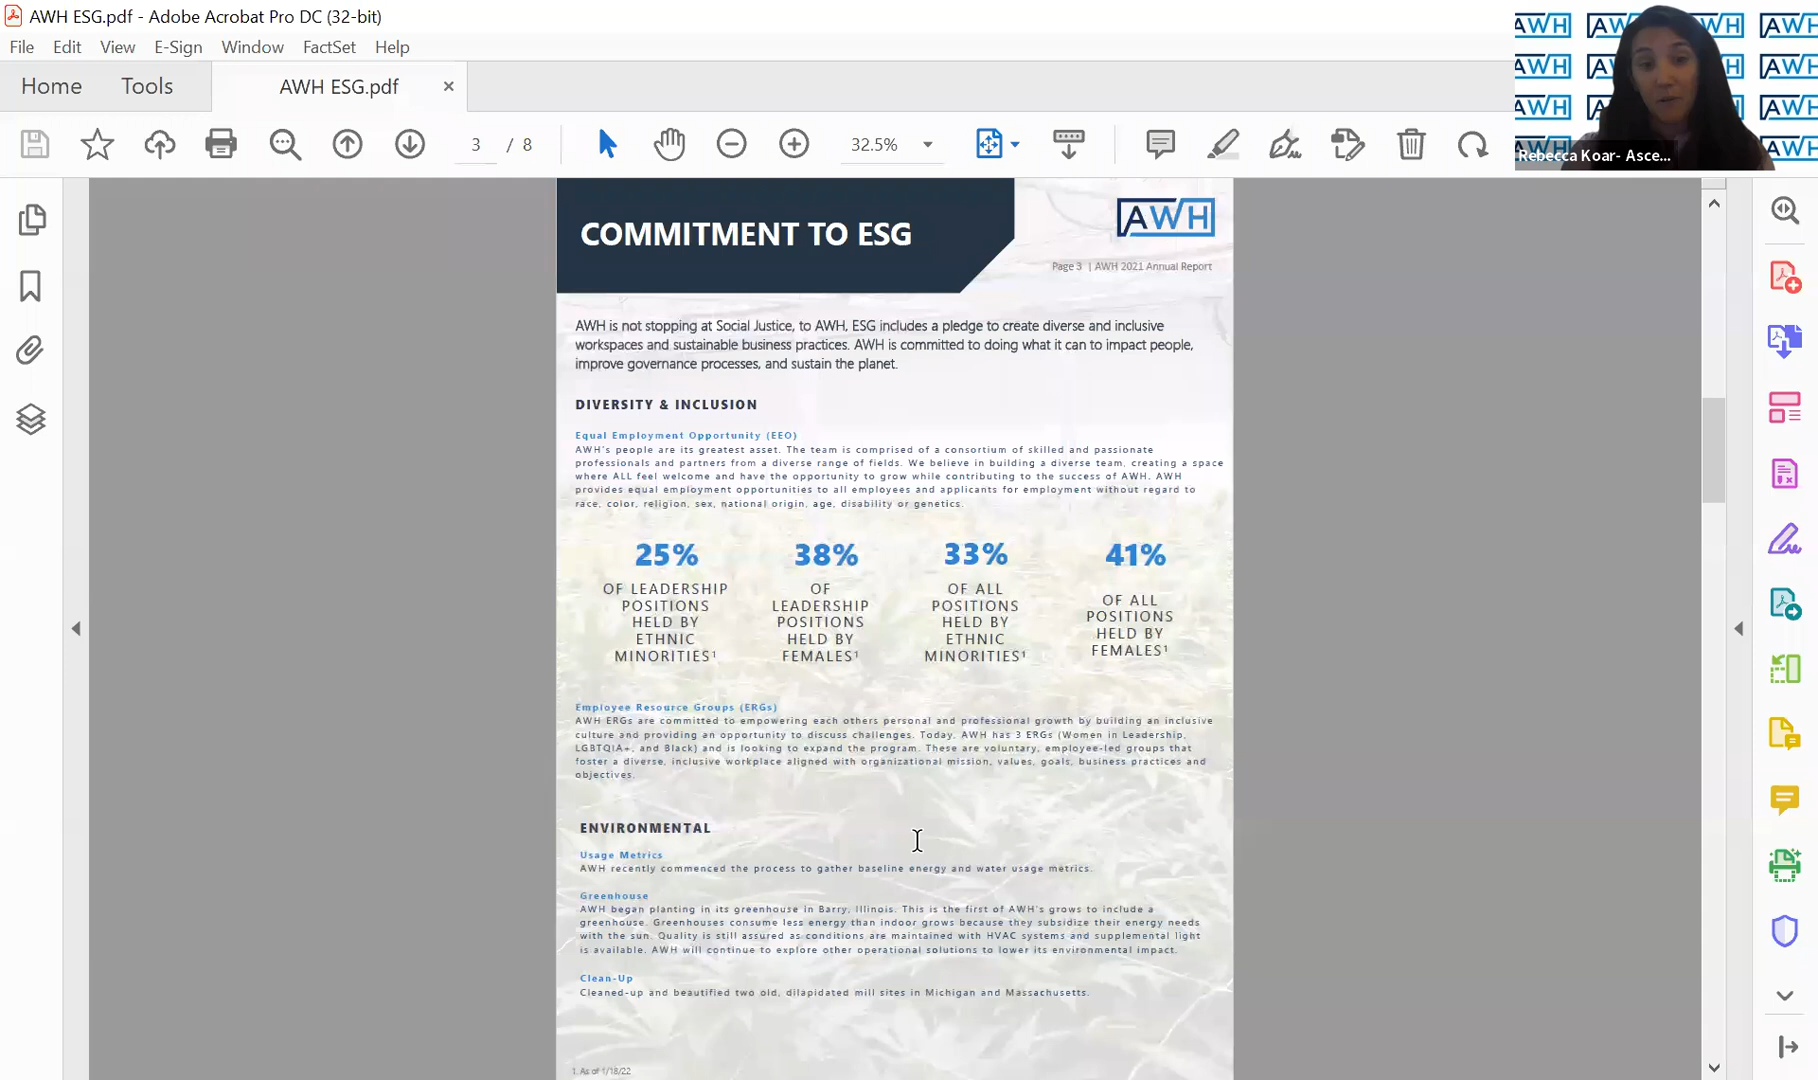 AWH ESG.pdf - Adobe Acrobat Pro DC (32-bit)
File Edit View E-Sign Window FactSet Help
Home Tools AWH ESG.pdf ×
3 / 8 32.5%
AWH AWH AWH
AWH AWH
AWH AWH
AWH AWH
Rebecca Koar- Asce...
COMMITMENT TO ESG
AWH
Page 3 | AWH 2021 Annual Report
AWH is not stopping at Social Justice, to AWH, ESG includes a pledge to create diverse and inclusive
workspaces and sustainable business practices. AWH is committed to doing what it can to impact people,
improve governance processes, and sustain the planet.
DIVERSITY & INCLUSION
Equal Employment Opportunity (EEO)
AWH's people are its greatest asset. The team is comprised of a consortium of skilled and passionate
professionals and partners from a diverse range of fields. We believe in building a diverse team, creating a space
where ALL feel welcome and have the opportunity to grow while contributing to the success of AWH. AWH
provides equal employment opportunities to all employees and applicants for employment without regard to
race, color, religion, sex, national origin, age, disability or genetics.
25%
OF LEADERSHIP
POSITIONS
HELD BY
ETHNIC
MINORITIES¹
38%
OF
LEADERSHIP
POSITIONS
HELD BY
FEMALES¹
33%
OF ALL
POSITIONS
HELD BY
ETHNIC
MINORITIES¹
41%
OF ALL
POSITIONS
HELD BY
FEMALES¹
Employee Resource Groups (ERGs)
AWH ERGs are committed to empowering each others personal and professional growth by building an inclusive
culture and providing an opportunity to discuss challenges. Today, AWH has 3 ERGs (Women in Leadership,
LGBTQIA+, and Black) and is looking to expand the program. These are voluntary, employee-led groups that
foster a diverse, inclusive workplace aligned with organizational mission, values, goals, business practices and
objectives.
ENVIRONMENTAL
Usage Metrics
AWH recently commenced the process to gather baseline energy and water usage metrics.
Greenhouse
AWH began planting in its greenhouse in Barry, Illinois. This is the first of AWH's grows to include a
greenhouse. Greenhouses consume less energy than indoor grows because they subsidize their energy needs
with the sun. Quality is still assured as conditions are maintained with HVAC systems and supplemental light
is available. AWH will continue to explore other operational solutions to lower its environmental impact.
Clean-Up
Cleaned-up and beautified two old, dilapidated mill sites in Michigan and Massachusetts.
1. As of 1/18/22